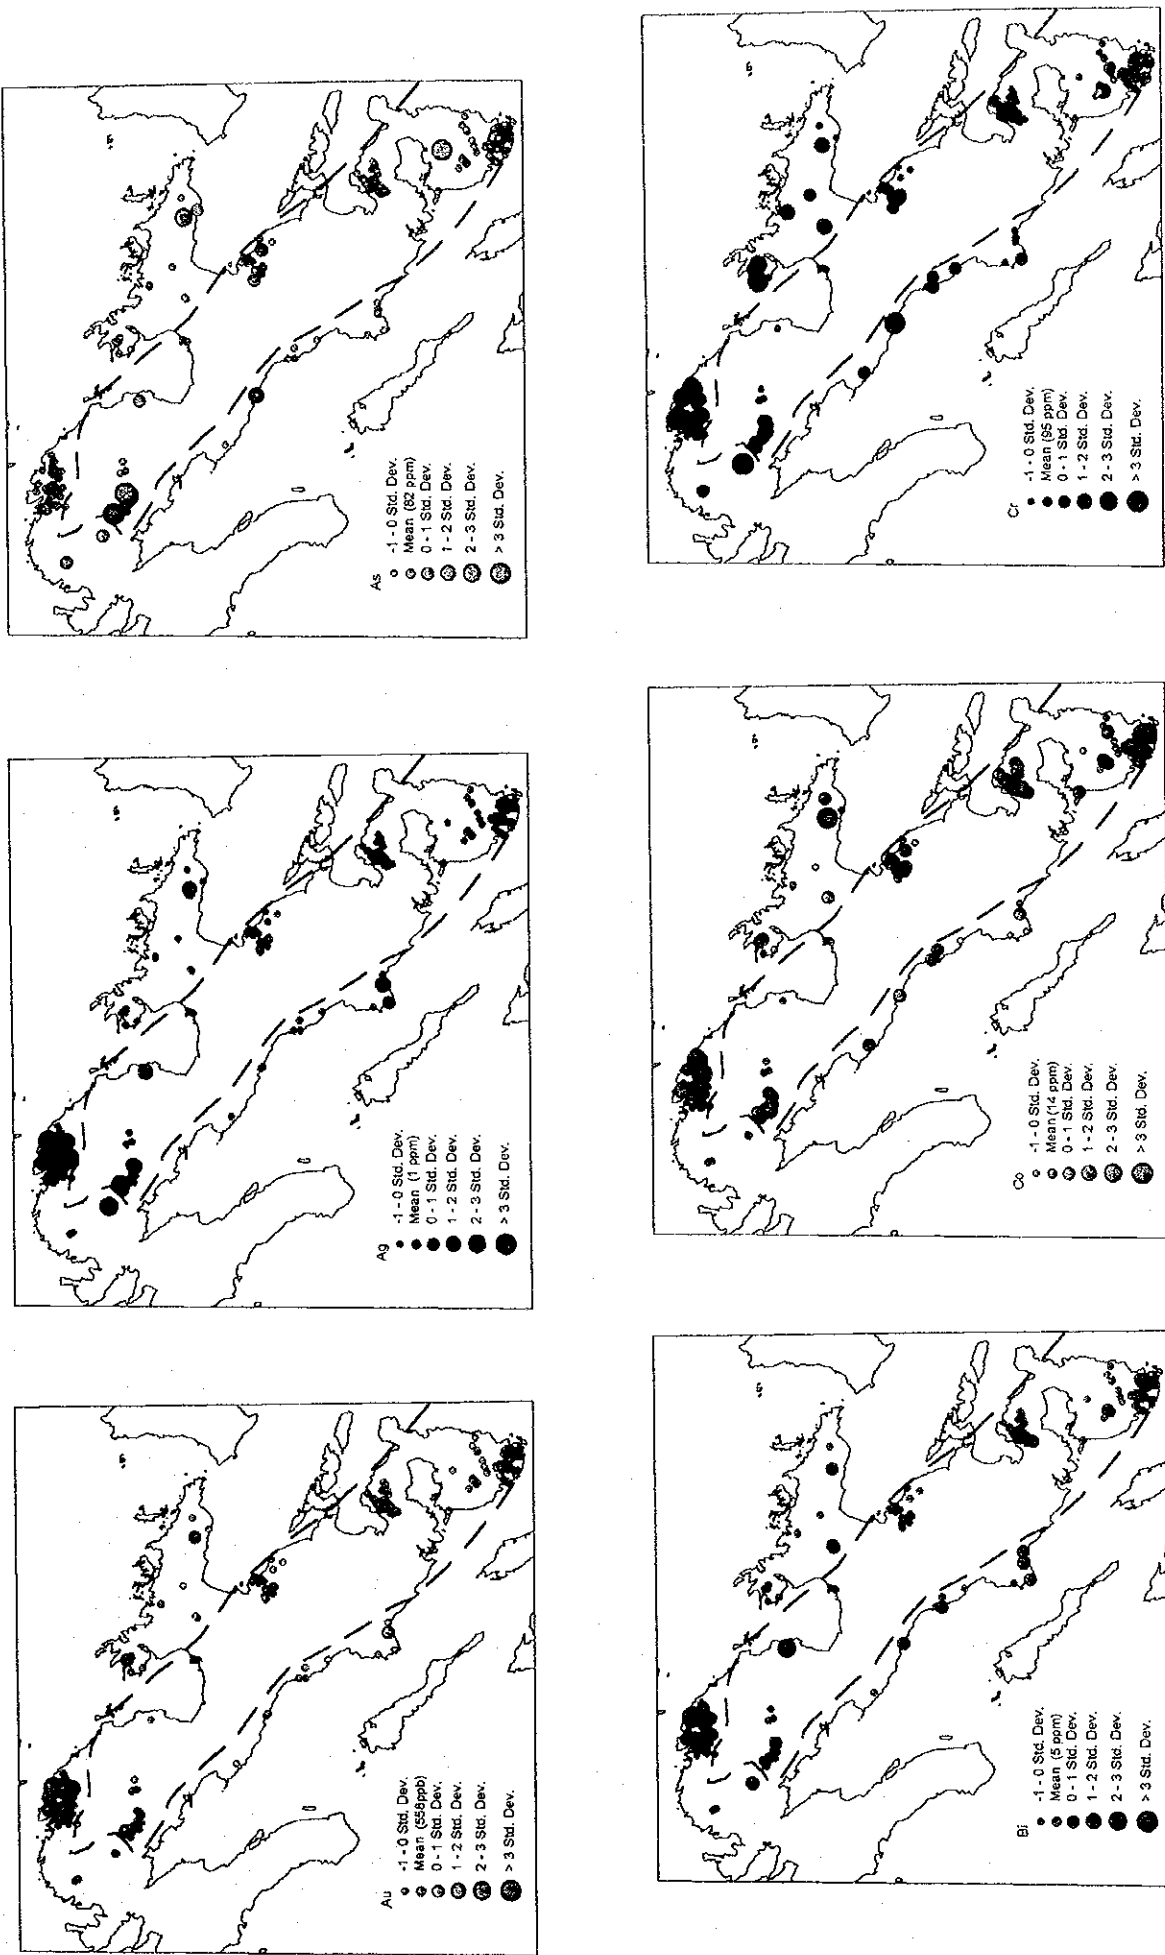 Au
-1 - 0 Std. Dev.
Mean (558ppb)
0 - 1 Std. Dev.
1 - 2 Std. Dev.
2 - 3 Std. Dev.
> 3 Std. Dev.
Ag
-1 - 0 Std. Dev.
Mean (1 ppm)
0 - 1 Std. Dev.
1 - 2 Std. Dev.
2 - 3 Std. Dev.
> 3 Std. Dev.
As
-1 - 0 Std. Dev.
Mean (82 ppm)
0 - 1 Std. Dev.
1 - 2 Std. Dev.
2 - 3 Std. Dev.
> 3 Std. Dev.
Bi
-1 - 0 Std. Dev.
Mean (5 ppm)
0 - 1 Std. Dev.
1 - 2 Std. Dev.
2 - 3 Std. Dev.
> 3 Std. Dev.
Co
-1 - 0 Std. Dev.
Mean (14 ppm)
0 - 1 Std. Dev.
1 - 2 Std. Dev.
2 - 3 Std. Dev.
> 3 Std. Dev.
Cr
-1 - 0 Std. Dev.
Mean (95 ppm)
0 - 1 Std. Dev.
1 - 2 Std. Dev.
2 - 3 Std. Dev.
> 3 Std. Dev.